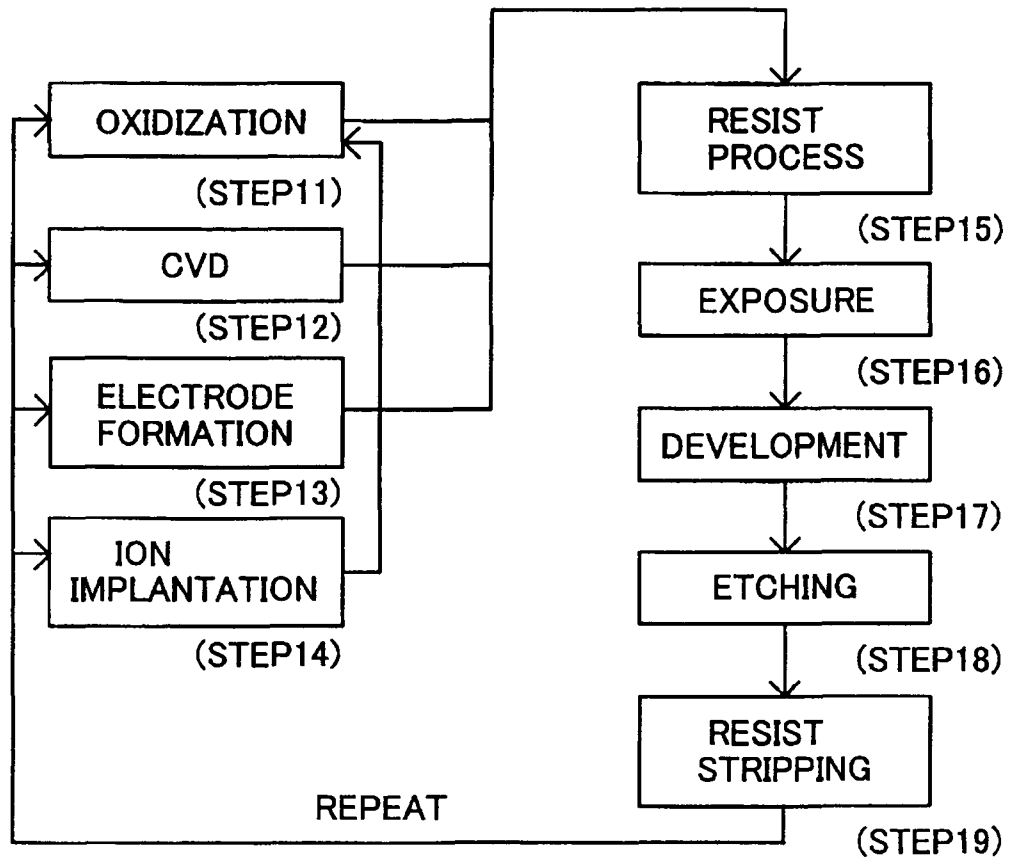 OXIDIZATION
(STEP11)
CVD
(STEP12)
ELECTRODE
FORMATION
(STEP13)
ION
IMPLANTATION
(STEP14)
RESIST
PROCESS
(STEP15)
EXPOSURE
(STEP16)
DEVELOPMENT
(STEP17)
ETCHING
(STEP18)
RESIST
STRIPPING
(STEP19)
REPEAT